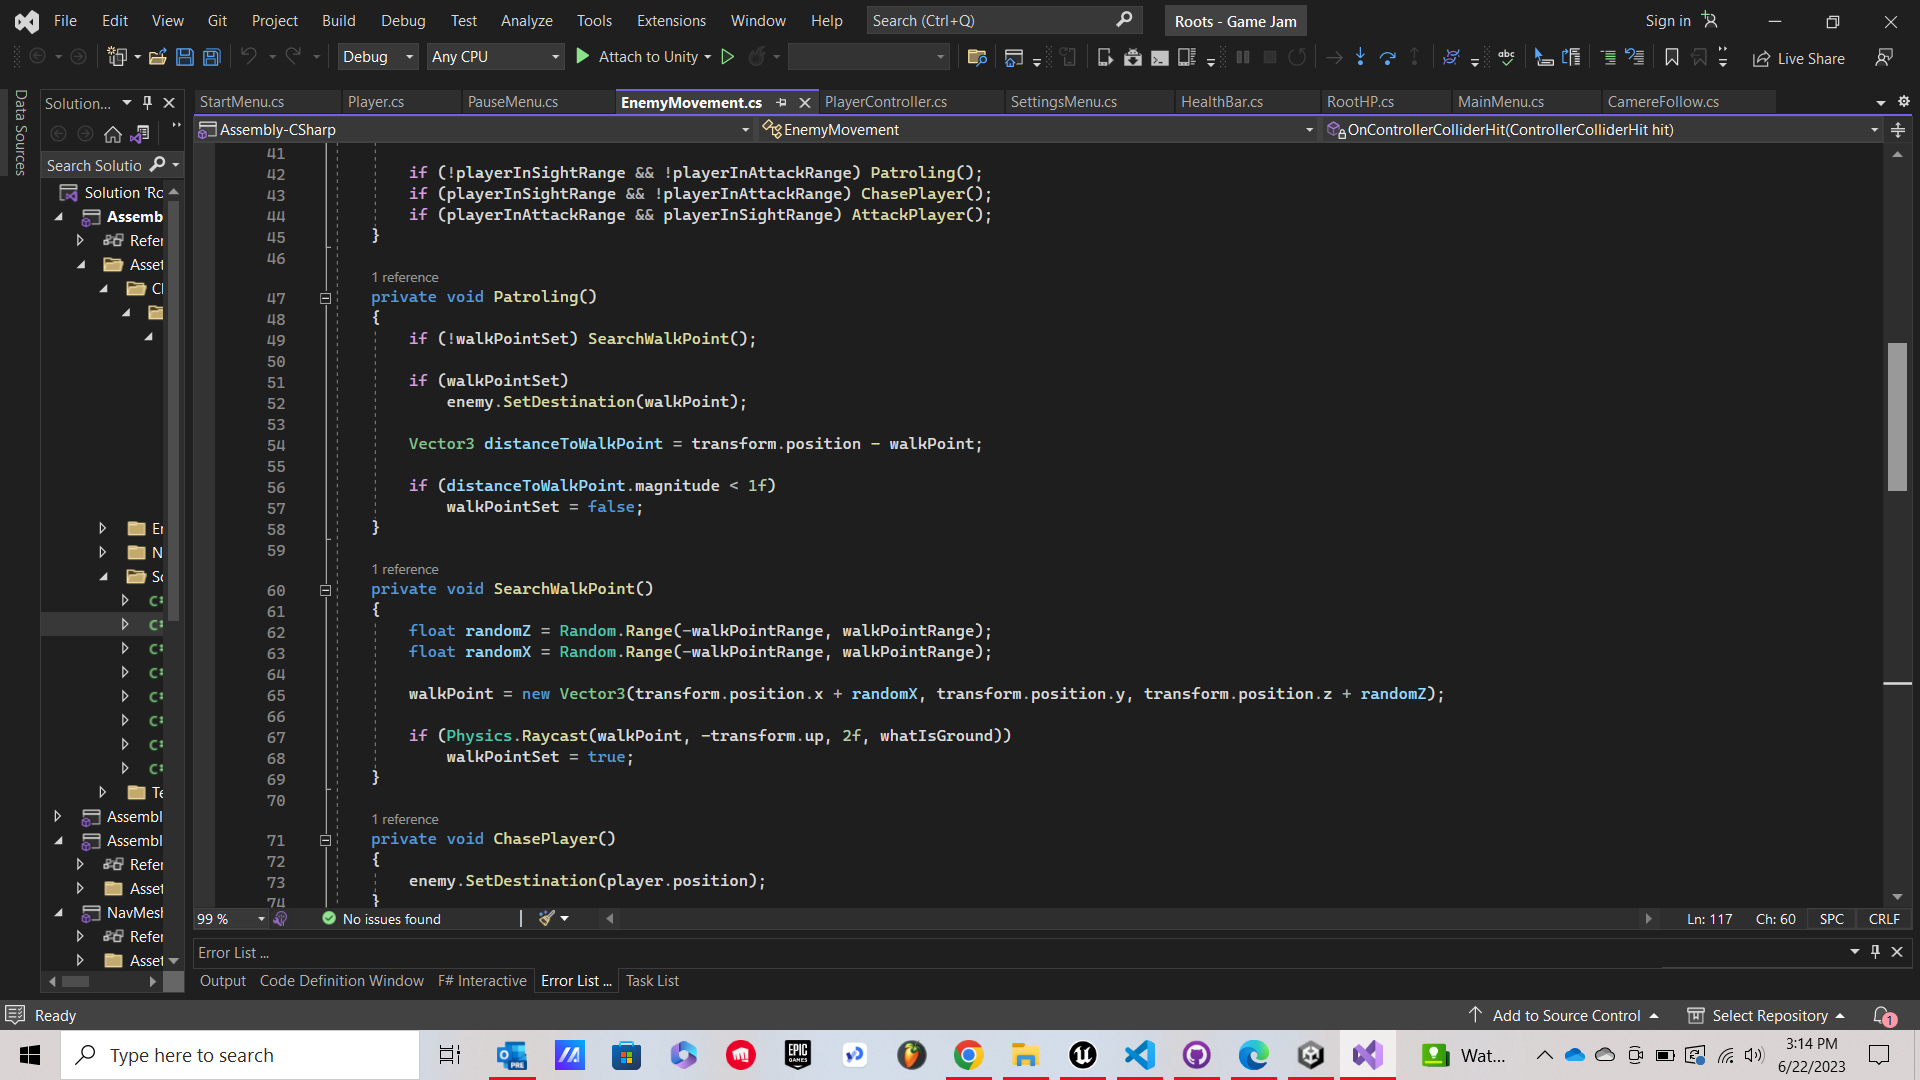 File Edit View Git Project Build Debug Test Analyze Tools Extensions Window Help Search (Ctrl+Q) Roots - Game Jam Sign in
Debug Any CPU Attach to Unity Live Share
Data Sources
Solution...
Search Solutio
Solution 'Ro
Assemb
Refer
Asset
Assembl
Assembl
Refer
Asset
NavMesh
Refer
Asset
StartMenu.cs Player.cs PauseMenu.cs EnemyMovement.cs PlayerController.cs SettingsMenu.cs HealthBar.cs RootHP.cs MainMenu.cs CamereFollow.cs
Assembly-CSharp EnemyMovement OnControllerColliderHit(ControllerColliderHit hit)
41
42 if (!playerInSightRange && !playerInAttackRange) Patroling();
43 if (playerInSightRange && !playerInAttackRange) ChasePlayer();
44 if (playerInAttackRange && playerInSightRange) AttackPlayer();
45 }
46
1 reference
47 private void Patroling()
48 {
49 if (!walkPointSet) SearchWalkPoint();
50
51 if (walkPointSet)
52 enemy.SetDestination(walkPoint);
53
54 Vector3 distanceToWalkPoint = transform.position - walkPoint;
55
56 if (distanceToWalkPoint.magnitude < 1f)
57 walkPointSet = false;
58 }
59
1 reference
60 private void SearchWalkPoint()
61 {
62 float randomZ = Random.Range(-walkPointRange, walkPointRange);
63 float randomX = Random.Range(-walkPointRange, walkPointRange);
64
65 walkPoint = new Vector3(transform.position.x + randomX, transform.position.y, transform.position.z + randomZ);
66
67 if (Physics.Raycast(walkPoint, -transform.up, 2f, whatIsGround))
68 walkPointSet = true;
69 }
70
1 reference
71 private void ChasePlayer()
72 {
73 enemy.SetDestination(player.position);
74 }
99 % No issues found Ln: 117 Ch: 60 SPC CRLF
Error List ...
Output Code Definition Window F# Interactive Error List ... Task List
Ready Add to Source Control Select Repository 1
Type here to search Wat... 3:14 PM
6/22/2023